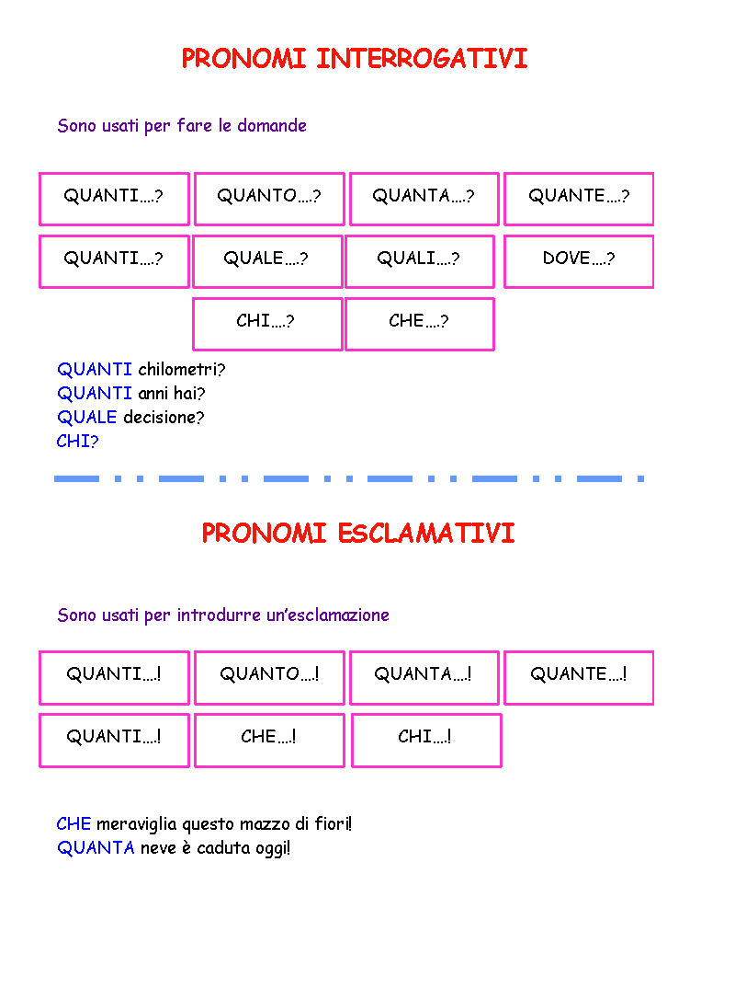 PRONOMI INTERROGATIVI
Sono usati per fare le domande
QUANTI....? QUANTO....? QUANTA....? QUANTE....?
QUANTI....? QUALE....? QUALI....? DOVE....?
CHI....? CHE....?
QUANTI chilometri?
QUANTI anni hai?
QUALE decisione?
CHI?
PRONOMI ESCLAMATIVI
Sono usati per introdurre un’esclamazione
QUANTI....! QUANTO....! QUANTA....! QUANTE....!
QUANTI....! CHE....! CHI....!
CHE meraviglia questo mazzo di fiori!
QUANTA neve è caduta oggi!